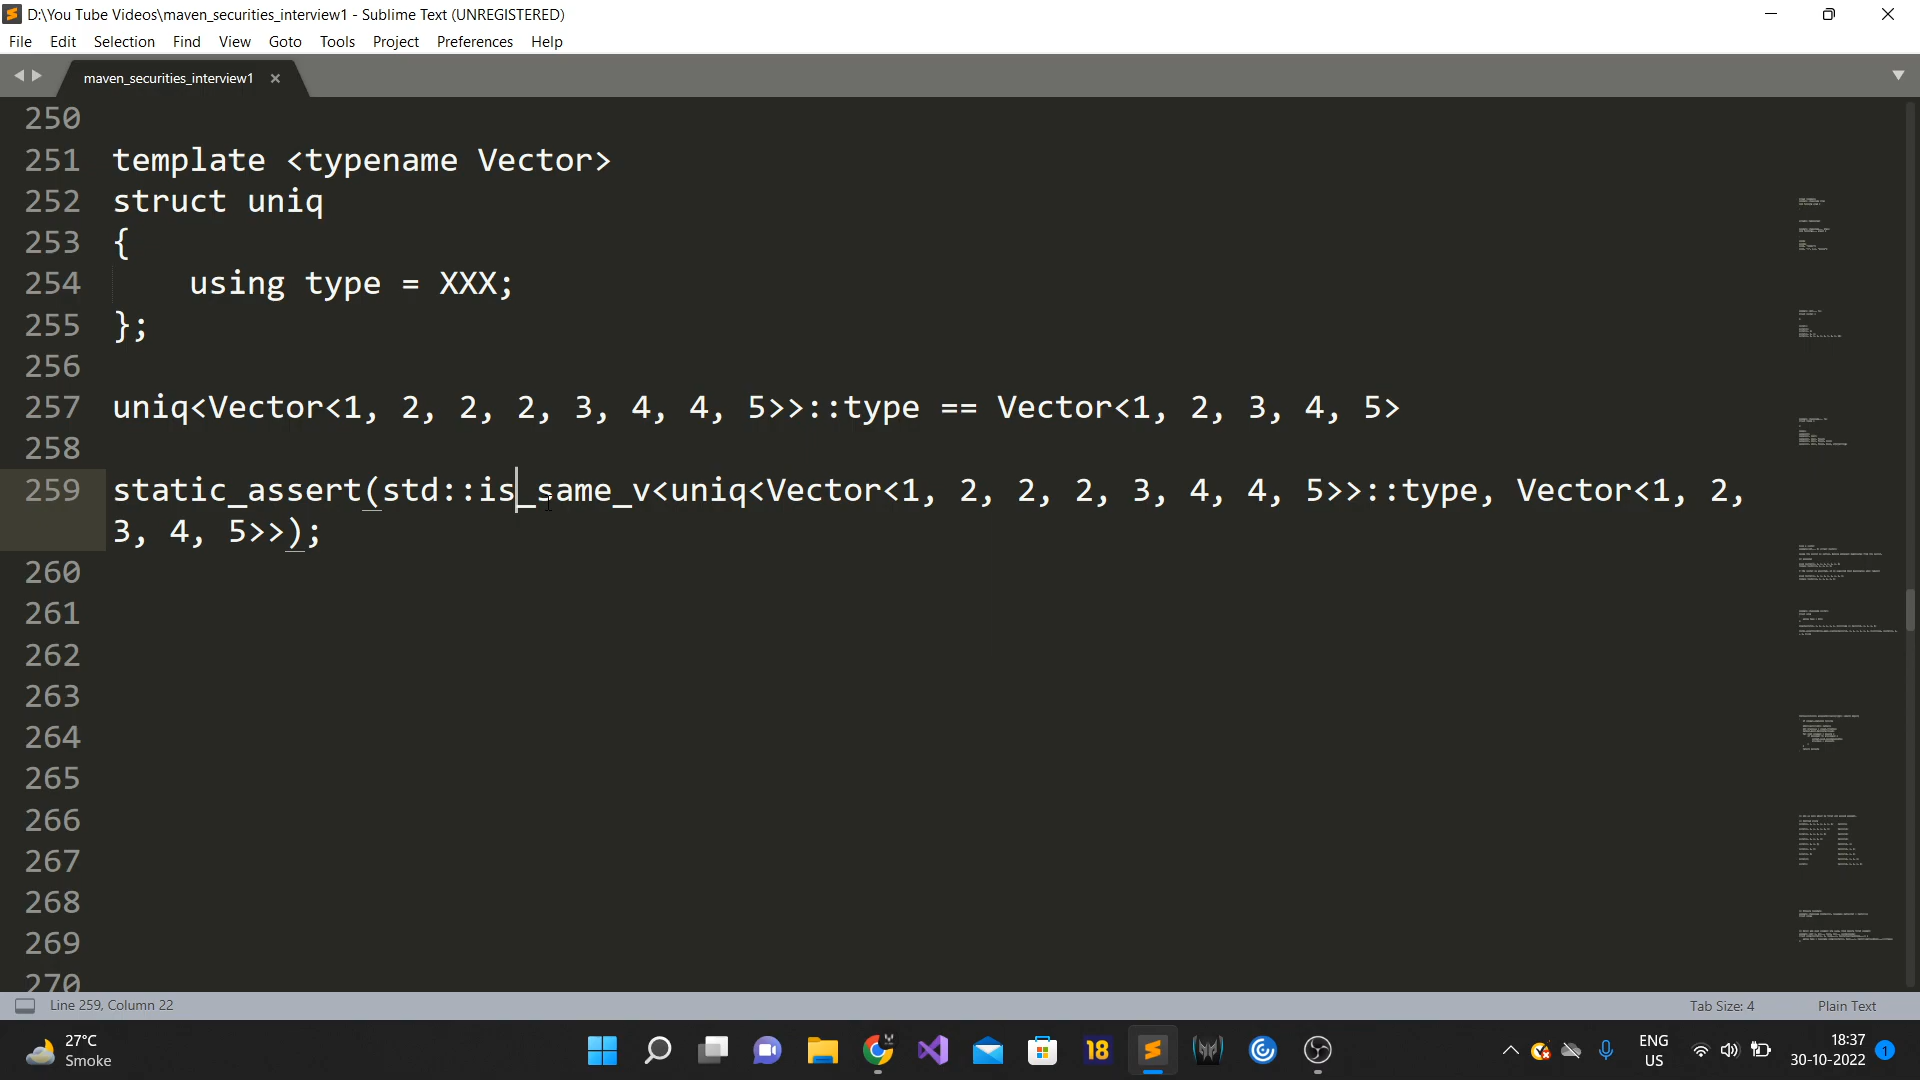 D:\You Tube Videos\maven_securities_interview1 - Sublime Text (UNREGISTERED)
File Edit Selection Find View Goto Tools Project Preferences Help
maven_securities_interview1
250
251 template <typename Vector>
252 struct uniq
253 {
254     using type = XXX;
255 };
256
257 uniq<Vector<1, 2, 2, 2, 3, 4, 4, 5>>::type == Vector<1, 2, 3, 4, 5>
258
259 static_assert(std::is_same_v<uniq<Vector<1, 2, 2, 2, 3, 4, 4, 5>>::type, Vector<1, 2,
3, 4, 5>>);
260
261
262
263
264
265
266
267
268
269
270
Line 259, Column 22 Tab Size: 4 Plain Text
27°C
Smoke
18
ENG
US
18:37
30-10-2022
1